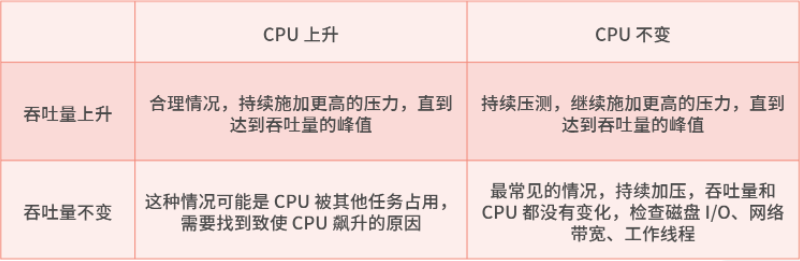 CPU 上升
CPU 不变
吞吐量上升
合理情况，持续施加更高的压力，直到
达到吞吐量的峰值
持续压测，继续施加更高的压力，直到
达到吞吐量的峰值
吞吐量不变
这种情况可能是 CPU 被其他任务占用，
需要找到致使 CPU 飙升的原因
最常见的情况，持续加压，吞吐量和
CPU 都没有变化，检查磁盘 I/O、网络
带宽、工作线程